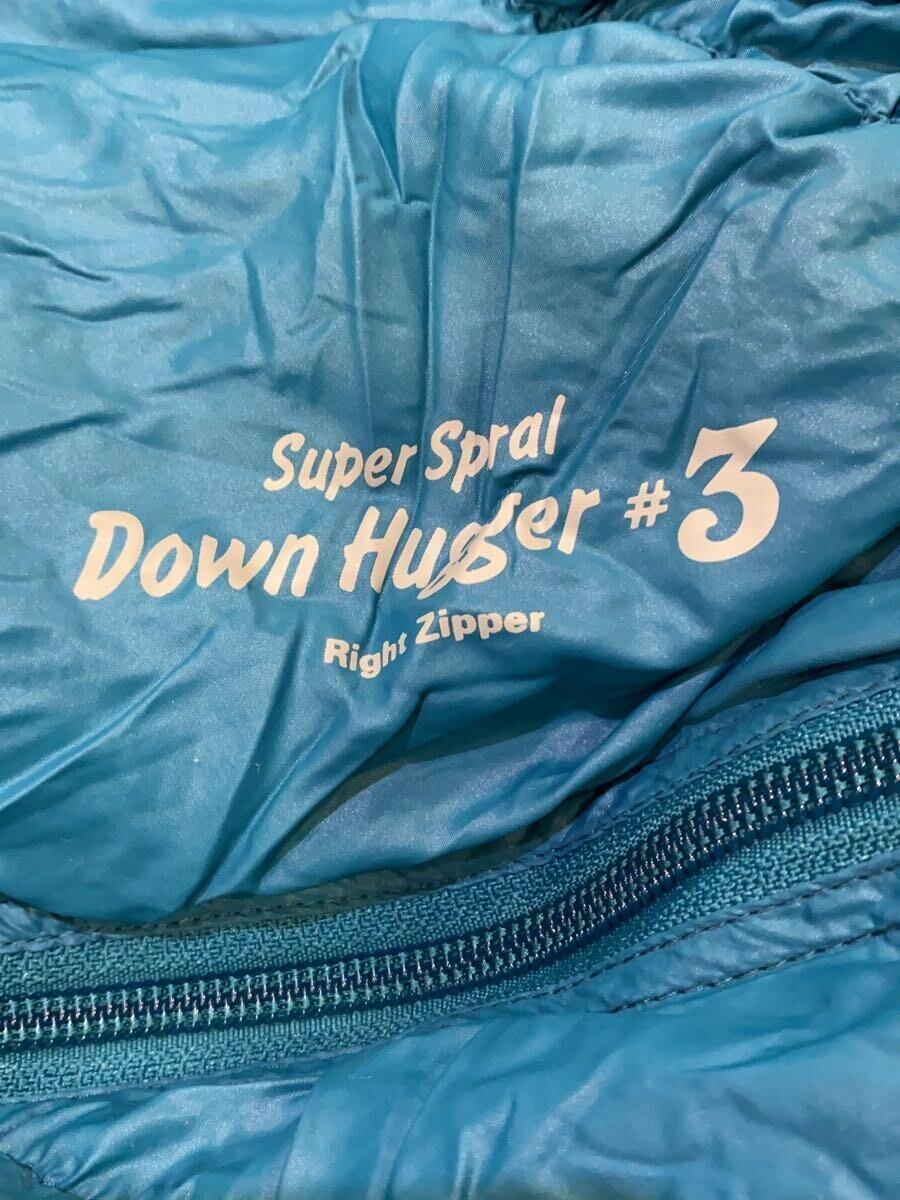 Super Spral
Down Hugger #3
Right Zipper